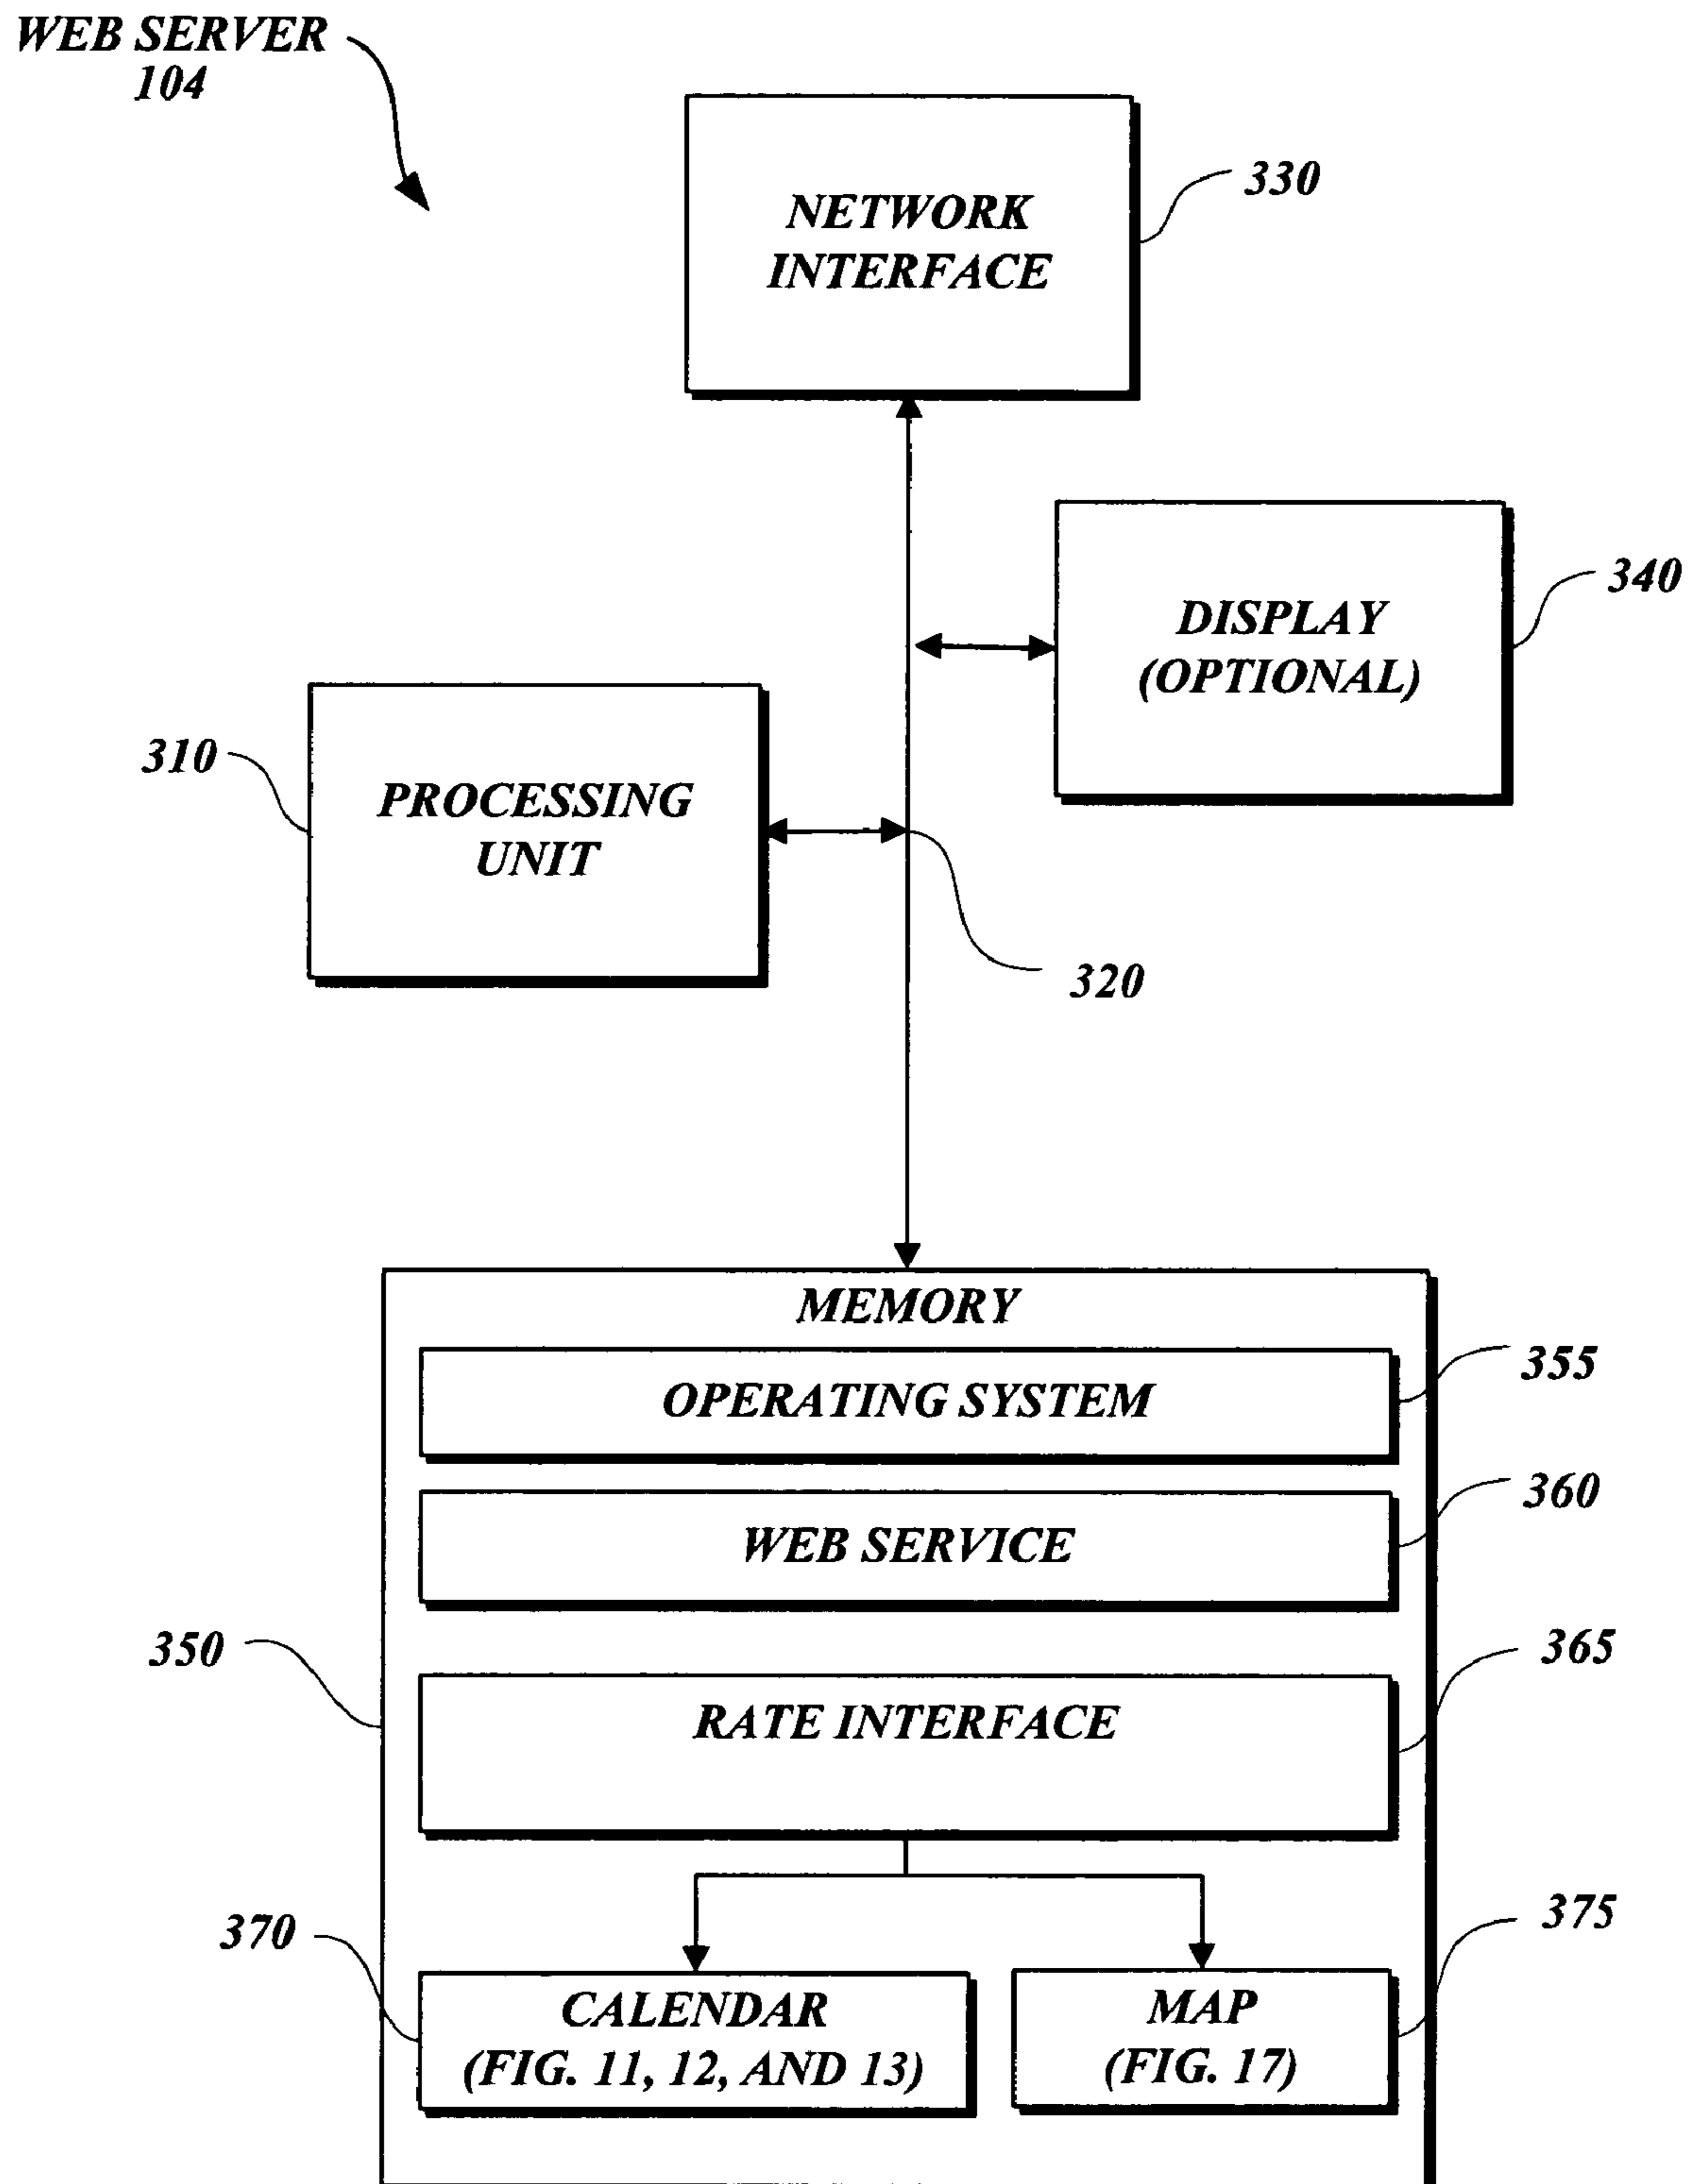 WEB SERVER
104
NETWORK
INTERFACE
330
DISPLAY
(OPTIONAL)
340
310
PROCESSING
UNIT
320
MEMORY
OPERATING SYSTEM
355
WEB SERVICE
360
350
RATE INTERFACE
365
370
CALENDAR
(FIG. 11, 12, AND 13)
MAP
(FIG. 17)
375